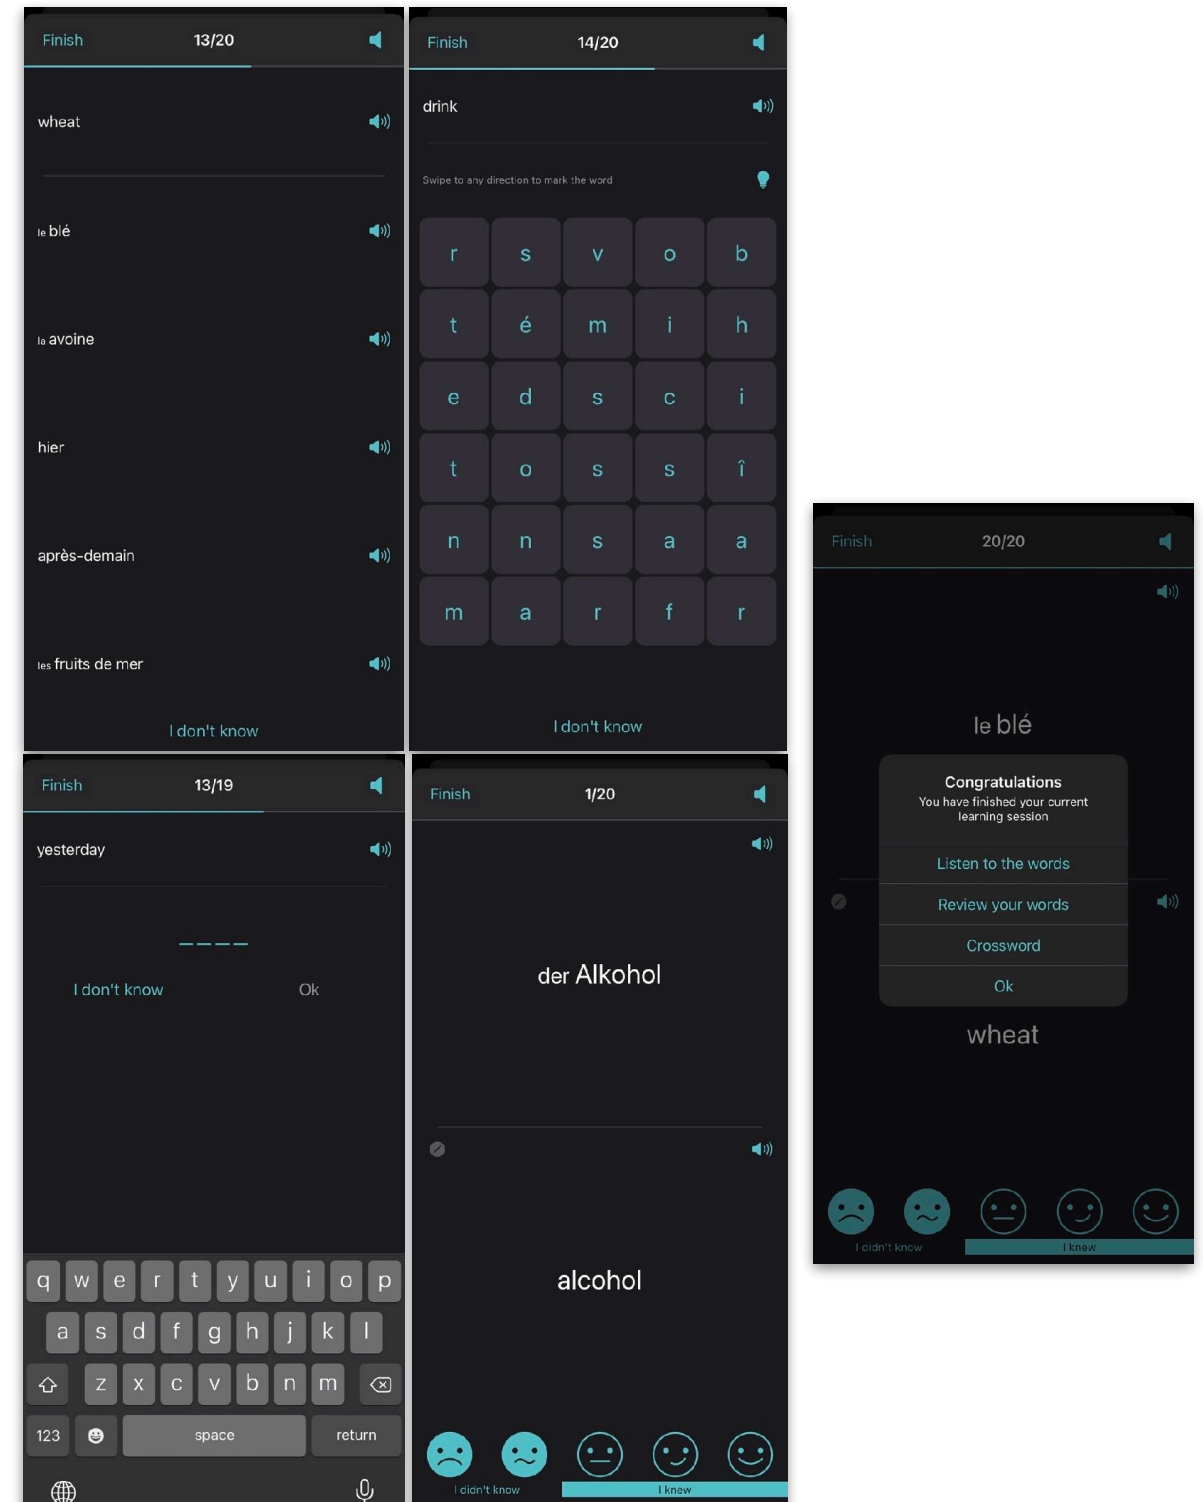 Finish 13/20
wheat
le blé
la avoine
hier
après-demain
les fruits de mer
I don't know
Finish 14/20
drink
Swipe to any direction to mark the word
r s v o b
t é m i h
e d s c i
t o s s î
n n s a a
m a r f r
I don't know
Finish 13/19
yesterday
I don't know Ok
q w e r t y u i o p
a s d f g h j k l
z x c v b n m
123 space return
Finish 1/20
der Alkohol
alcohol
I didn't know I knew
Finish 20/20
le blé
Congratulations
You have finished your current
learning session
Listen to the words
Review your words
Crossword
Ok
wheat
I didn't know I knew